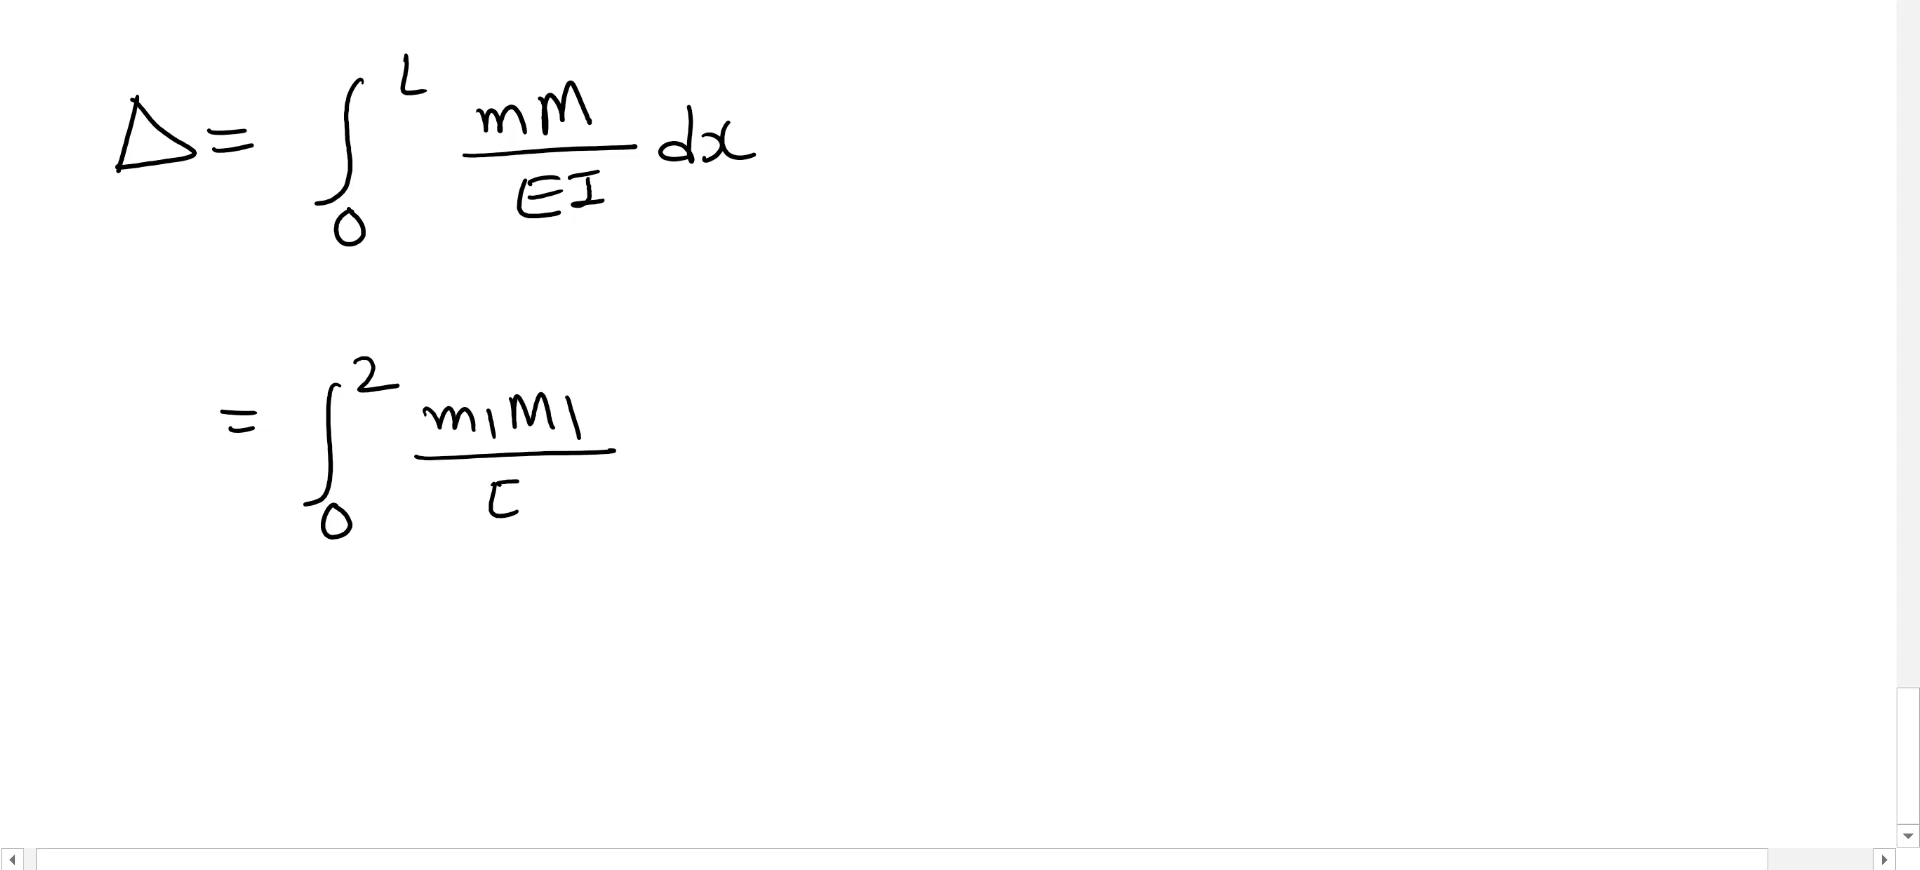 Δ = ∫₀ᴸ mM/EI dx
= ∫₀² m₁M₁/E